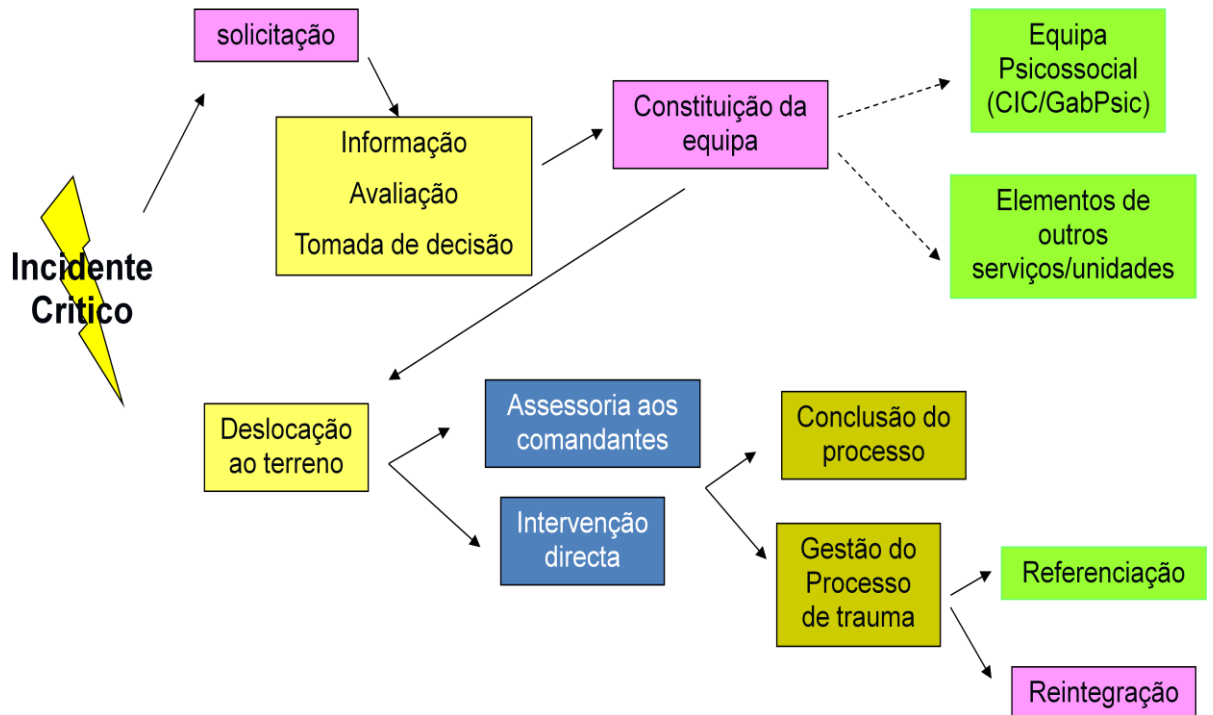 solicitação
Informação
Avaliação
Tomada de decisão
Constituição da
equipa
Equipa
Psicossocial
(CIC/GabPsic)
Elementos de
outros
serviços/unidades
Incidente
Crítico
Deslocação
ao terreno
Assessoria aos
comandantes
Intervenção
directa
Conclusão do
processo
Gestão do
Processo
de trauma
Referenciação
Reintegração